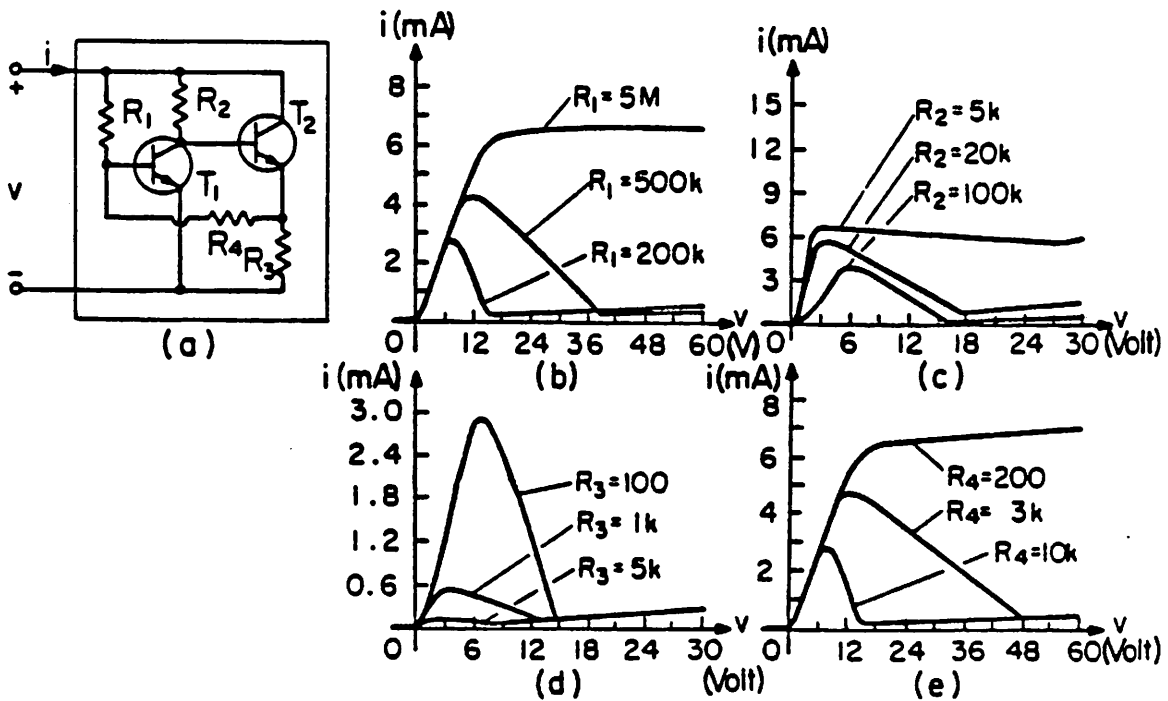 i
+
v
–
R1
R2
T1
T2
R4
R3
(a)
i (mA)
8
6
4
2
0
1
12
24
36
48
60 (V)
v
R1 = 5M
R1 = 500k
R1 = 200k
(b)
i (mA)
15
12
9
6
3
0
1
6
12
18
24
30 (Volt)
v
R2 = 5k
R2 = 20k
R2 = 100k
(c)
i (mA)
3.0
2.4
1.8
1.2
0.6
0
1
6
12
18
24
30
(Volt)
v
R3 = 100
R3 = 1k
R3 = 5k
(d)
i (mA)
8
6
4
2
0
1
12
24
36
48
60 (Volt)
v
R4 = 200
R4 = 3k
R4 = 10k
(e)